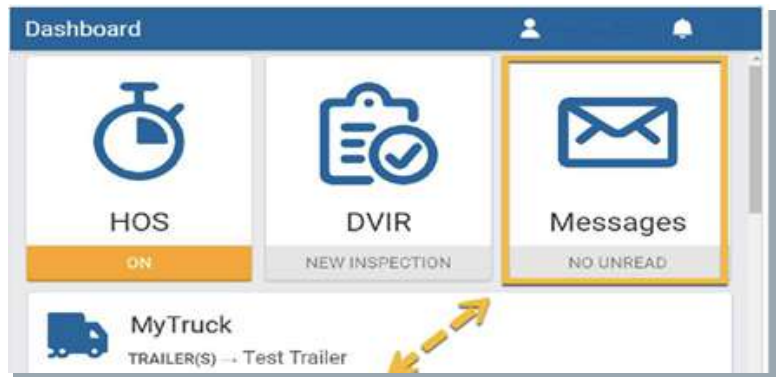 Dashboard
HOS
DVIR
Messages
ON
NEW INSPECTION
NO UNREAD
MyTruck
TRAILER(S) → Test Trailer